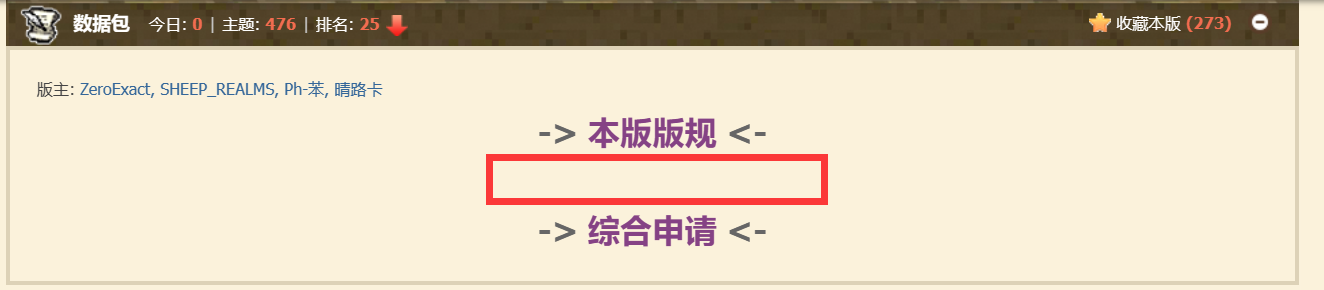 数据包 今日: 0 | 主题: 476 | 排名: 25 收藏本版 (273)
版主: ZeroExact, SHEEP_REALMS, Ph-苯, 晴路卡
-> 本版版规 <-
-> 综合申请 <-